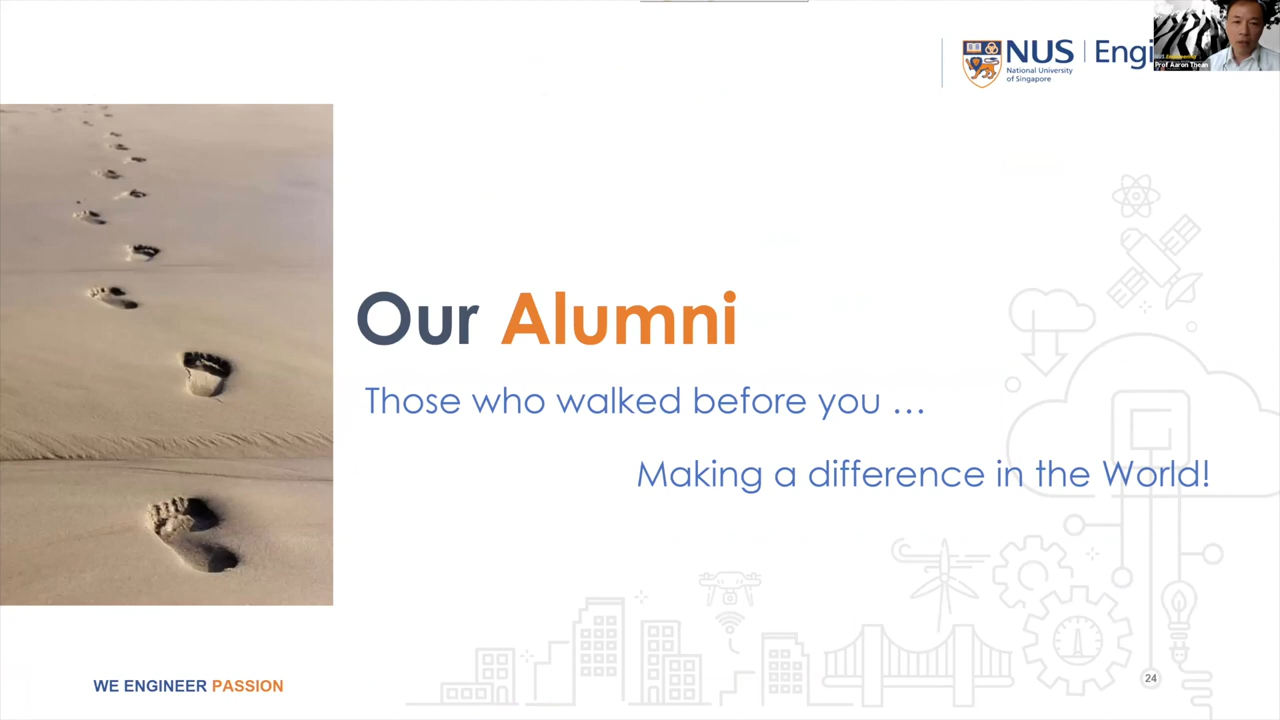 NUS
National University
of Singapore
Engi
Prof Aaron Thean
Our Alumni
Those who walked before you …
Making a difference in the World!
WE ENGINEER PASSION
24